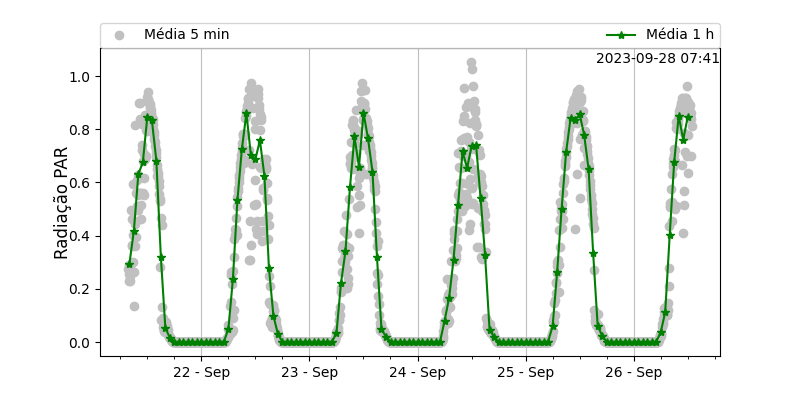 Média 5 min
Média 1 h
2023-09-28 07:41
Radiação PAR
1.0
0.8
0.6
0.4
0.2
0.0
22 - Sep
23 - Sep
24 - Sep
25 - Sep
26 - Sep